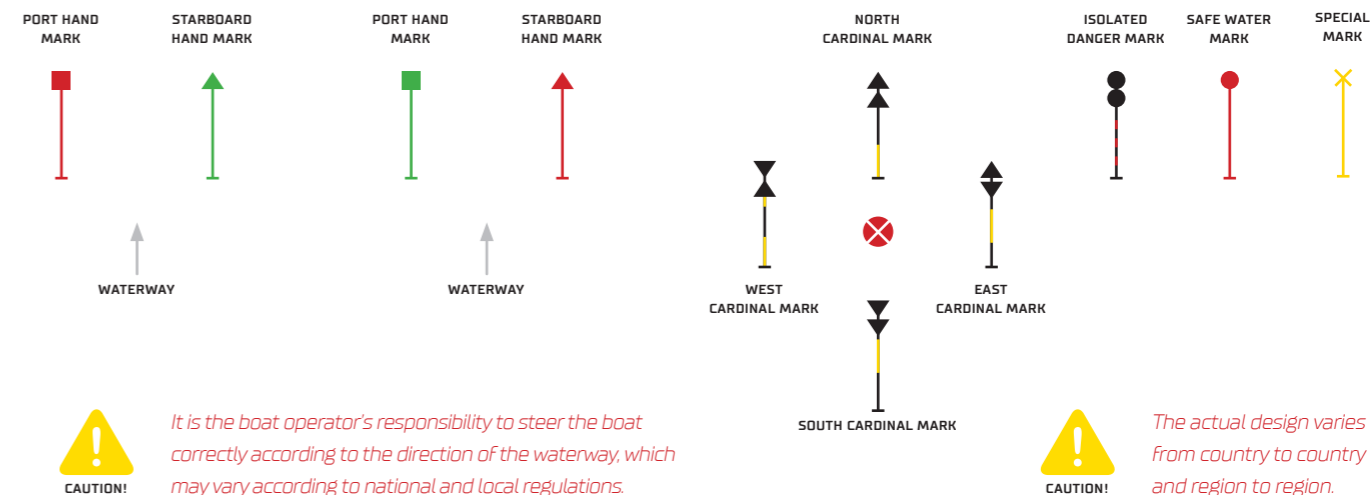 PORT HAND
MARK
STARBOARD
HAND MARK
PORT HAND
MARK
STARBOARD
HAND MARK
NORTH
CARDINAL MARK
ISOLATED
DANGER MARK
SAFE WATER
MARK
SPECIAL
MARK
WATERWAY
WATERWAY
WEST
CARDINAL MARK
EAST
CARDINAL MARK
SOUTH CARDINAL MARK
CAUTION!
It is the boat operator's responsibility to steer the boat
correctly according to the direction of the waterway, which
may vary according to national and local regulations.
CAUTION!
The actual design varies
from country to country
and region to region.